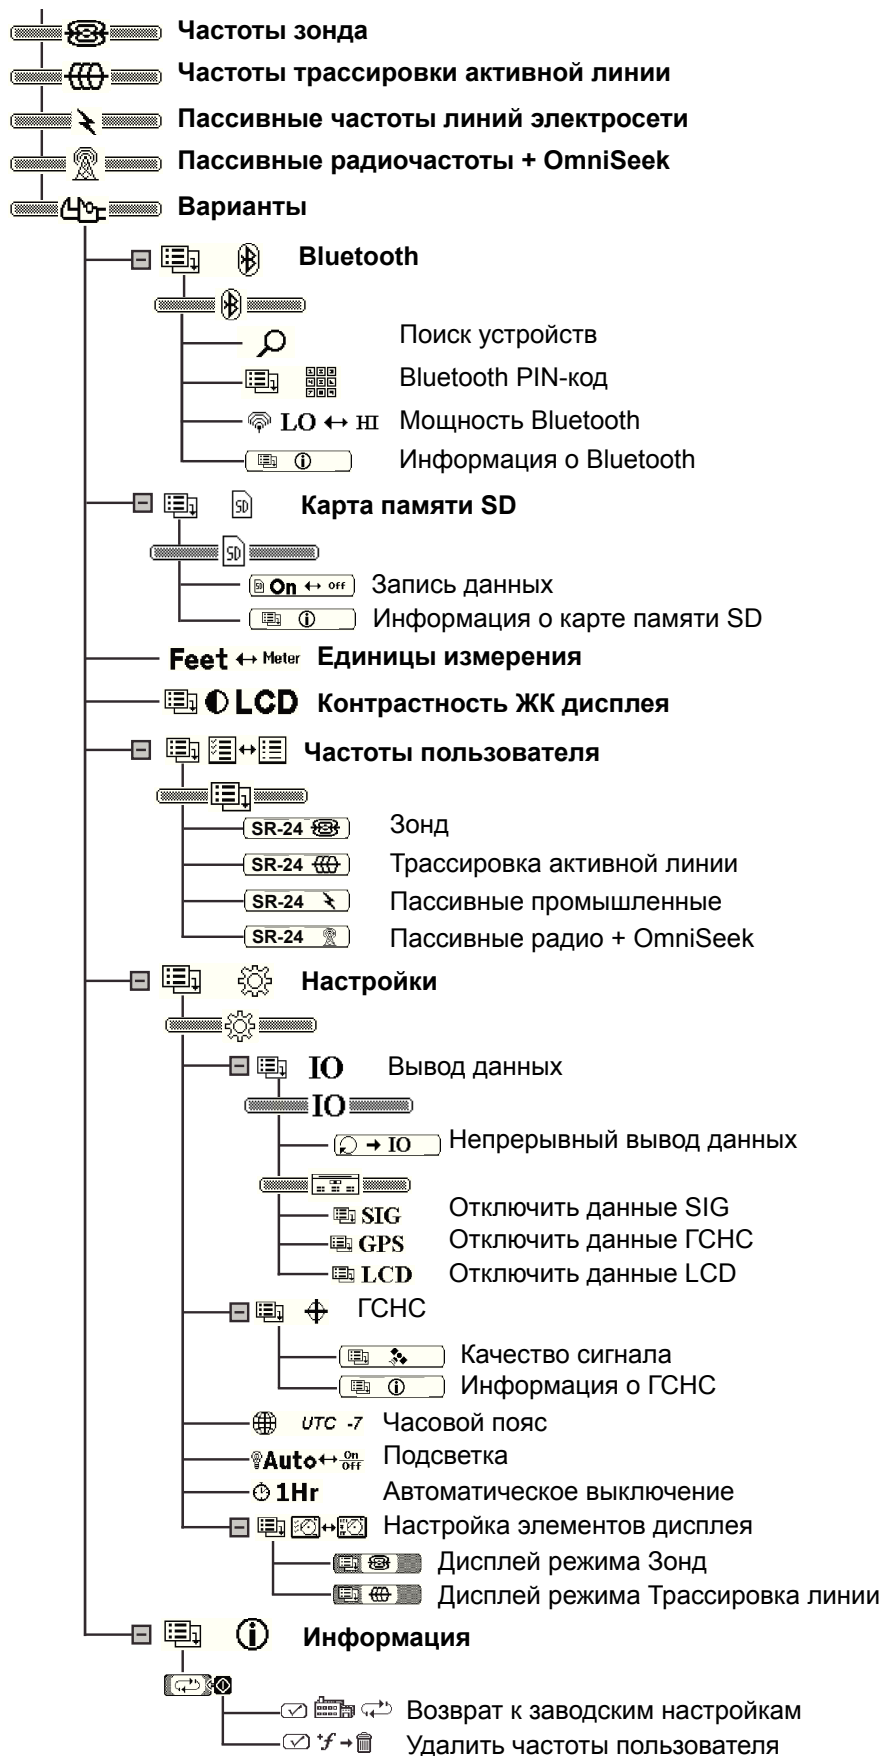 Частоты зонда
Частоты трассировки активной линии
Пассивные частоты линий электросети
Пассивные радиочастоты + OmniSeek
Варианты
Bluetooth
Поиск устройств
Bluetooth PIN-код
LO ↔ HI Мощность Bluetooth
Информация о Bluetooth
SD Карта памяти SD
SD
On ↔ Off Запись данных
Информация о карте памяти SD
Feet ↔ Meter Единицы измерения
LCD Контрастность ЖК дисплея
Частоты пользователя
SR-24 Зонд
SR-24 Трассировка активной линии
SR-24 Пассивные промышленные
SR-24 Пассивные радио + OmniSeek
Настройки
IO Вывод данных
IO
→ IO Непрерывный вывод данных
SIG Отключить данные SIG
GPS Отключить данные ГСНС
LCD Отключить данные LCD
ГСНС
Качество сигнала
Информация о ГСНС
UTC -7 Часовой пояс
Auto ↔ On Off Подсветка
1Hr Автоматическое выключение
Настройка элементов дисплея
Дисплей режима Зонд
Дисплей режима Трассировка линии
Информация
Возврат к заводским настройкам
+f → Удалить частоты пользователя